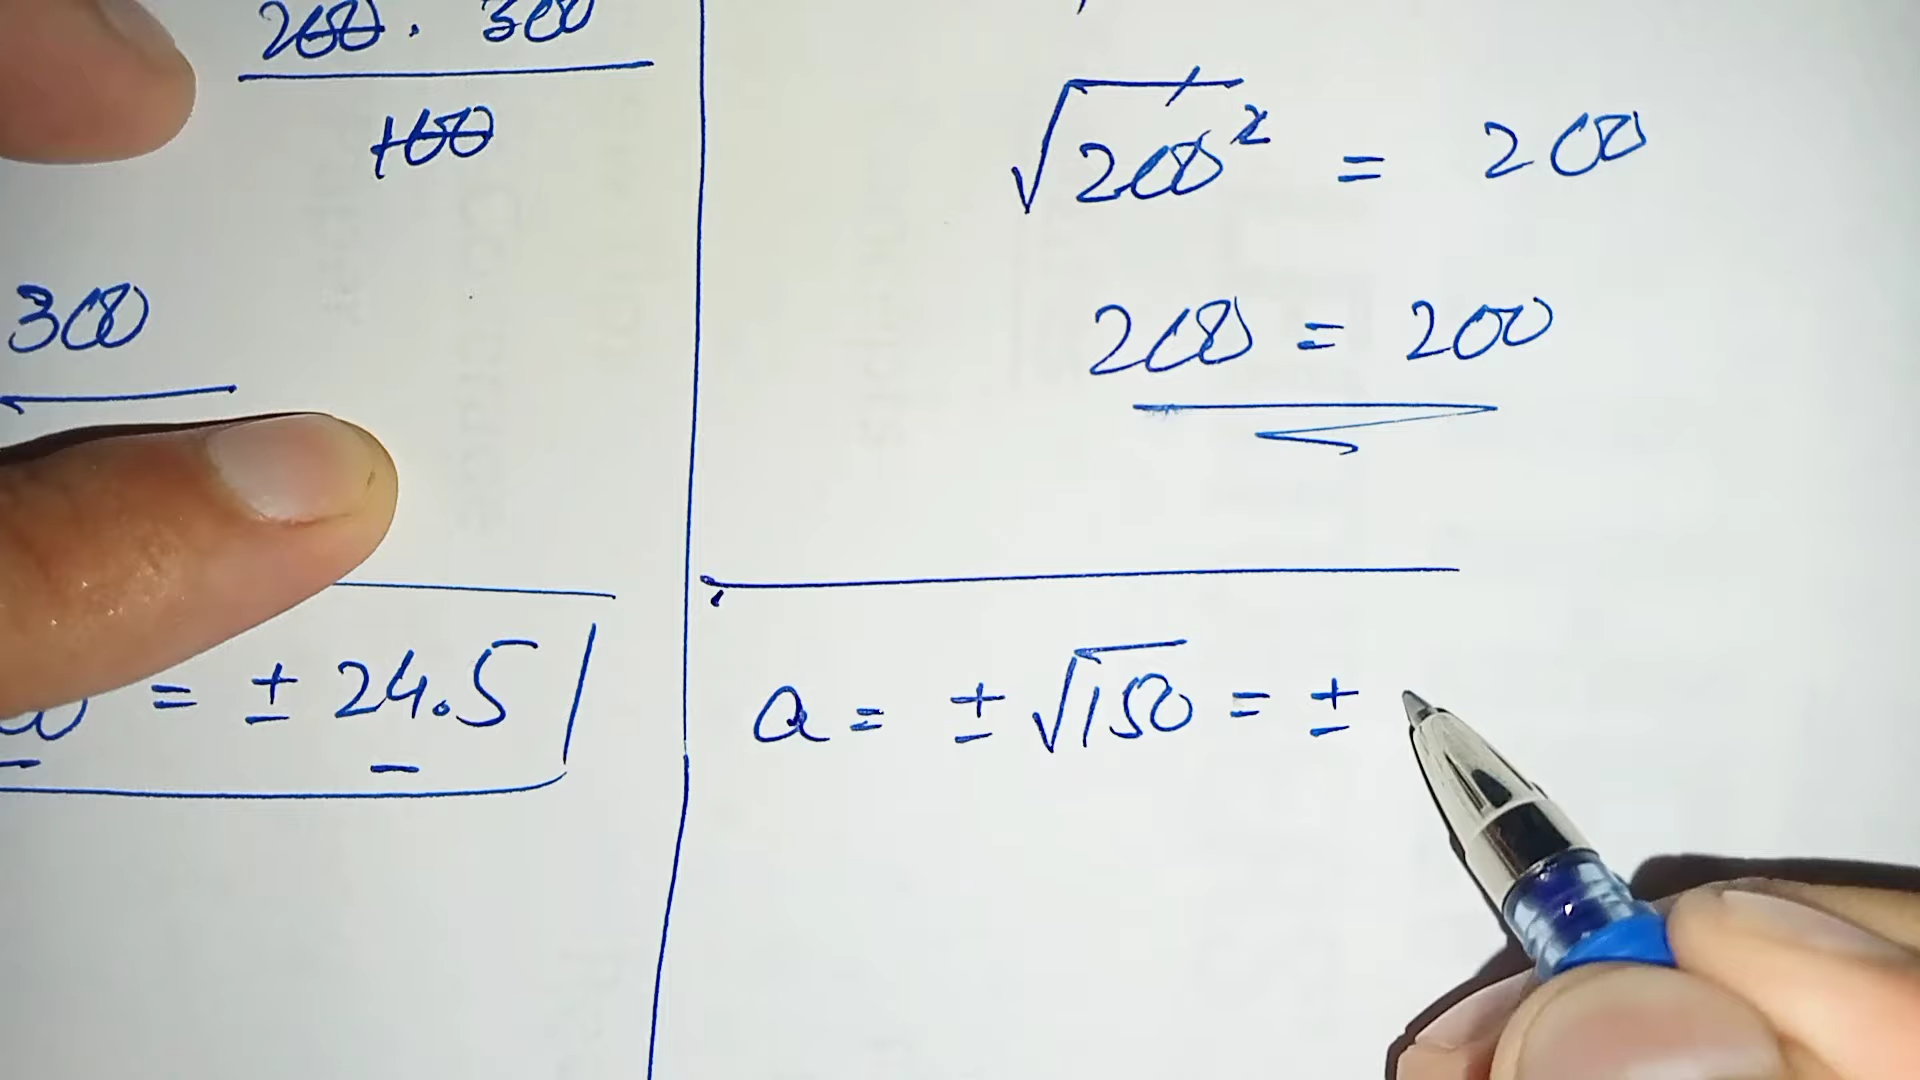 200 . 300
100
300
= ± 24.5
√200² = 200
200 = 200
a = ± √150 = ±